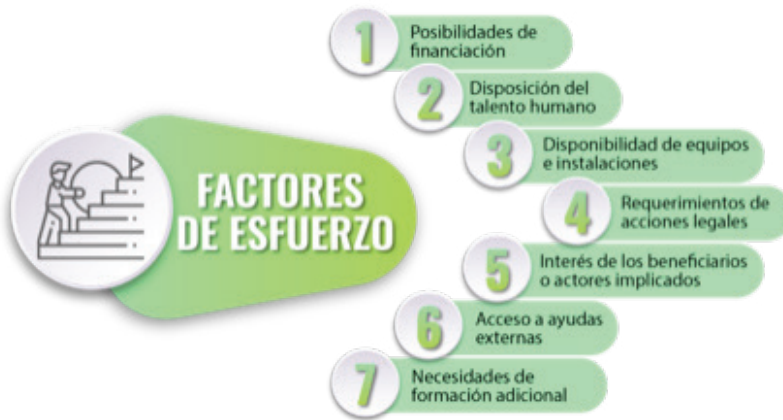 FACTORES
DE ESFUERZO
1
Posibilidades de
financiación
2
Disposición del
talento humano
3
Disponibilidad de equipos
e instalaciones
4
Requerimientos de
acciones legales
5
Interés de los beneficiarios
o actores implicados
6
Acceso a ayudas
externas
7
Necesidades de
formación adicional